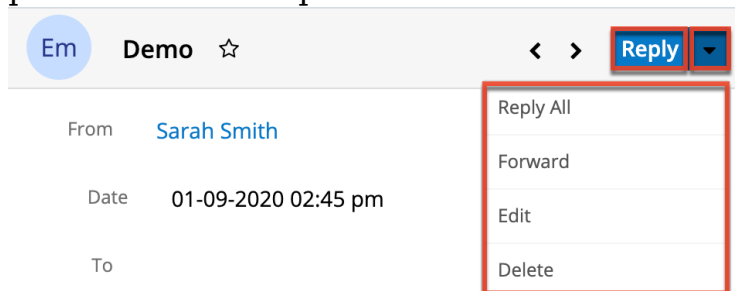 Em Demo Reply
Reply All
From Sarah Smith
Forward
Date 01-09-2020 02:45 pm
Edit
To
Delete